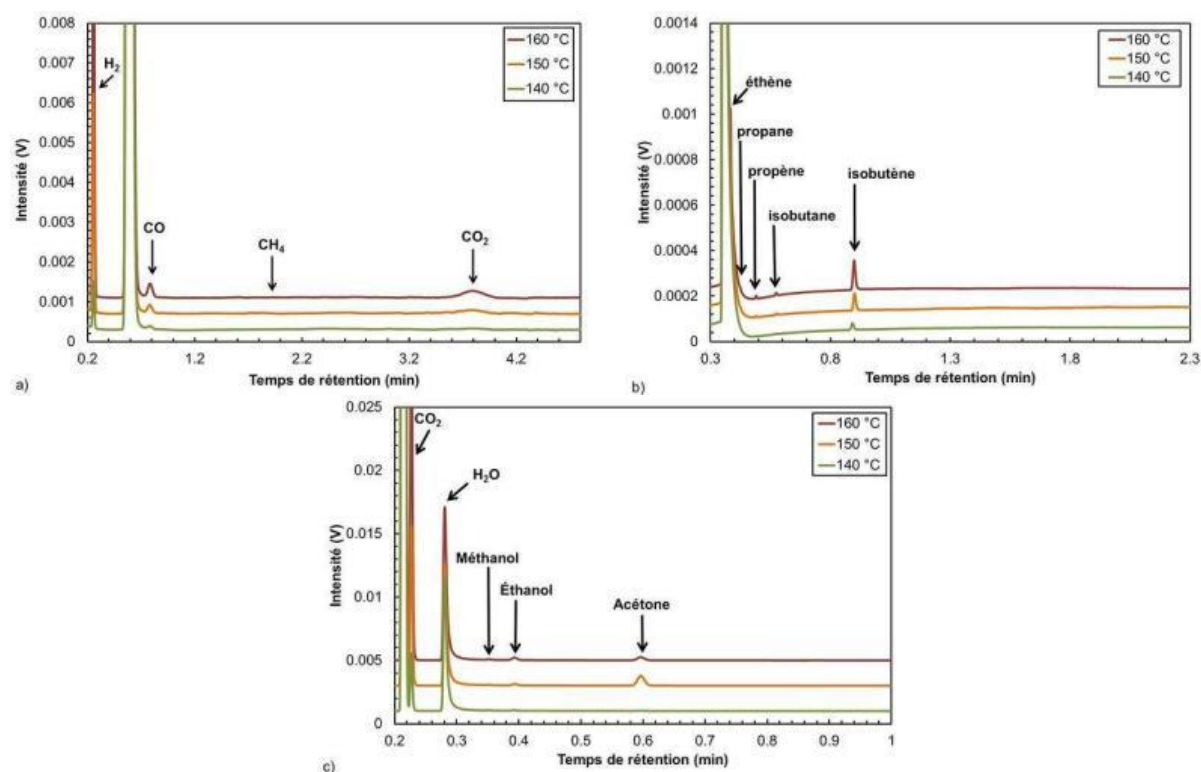 0.008
0.007
0.006
0.005
0.004
0.003
0.002
0.001
0
Intensité (V)
H2
CO
CH4
CO2
160 °C
150 °C
140 °C
0.2
1.2
2.2
3.2
4.2
Temps de rétention (min)
a)
0.0014
0.0012
0.001
0.0008
0.0006
0.0004
0.0002
0
Intensité (V)
éthène
propane
propène
isobutane
isobutène
160 °C
150 °C
140 °C
0.3
0.8
1.3
1.8
2.3
Temps de rétention (min)
b)
0.025
0.02
0.015
0.01
0.005
0
Intensité (V)
CO2
H2O
Méthanol
Éthanol
Acétone
160 °C
150 °C
140 °C
0.2
0.3
0.4
0.5
0.6
0.7
0.8
0.9
1
Temps de rétention (min)
c)